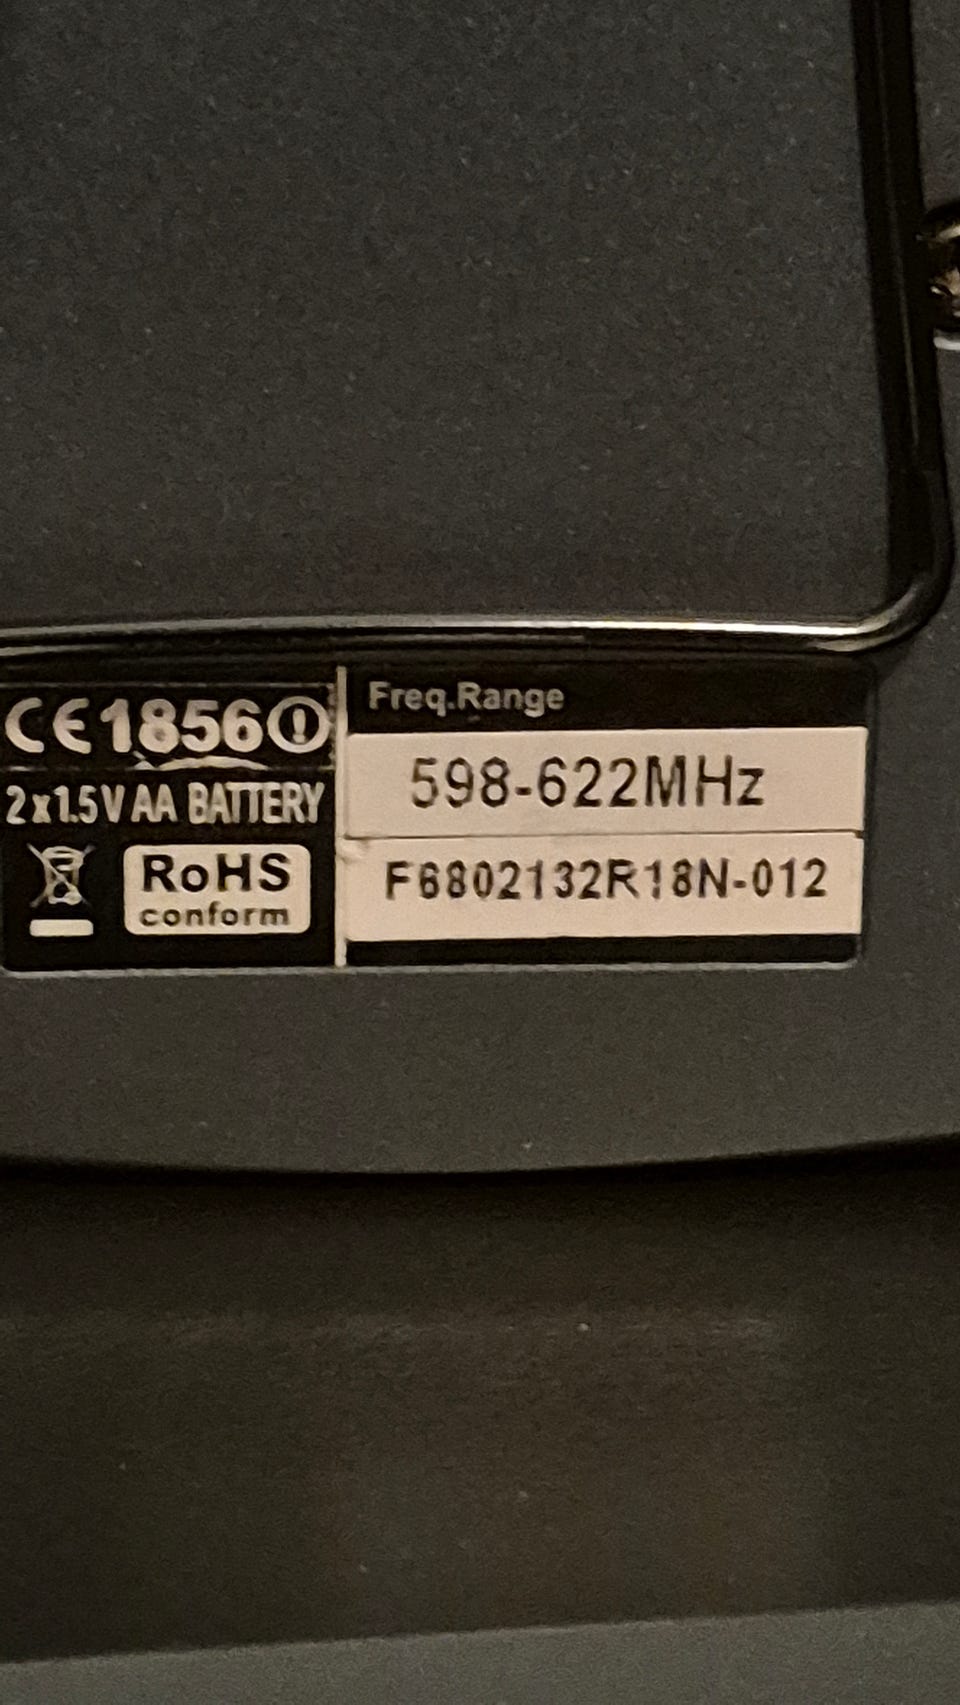 CE1856
2x1.5V AA BATTERY
RoHS
conform
Freq.Range
598-622MHz
F6802132R18N-012